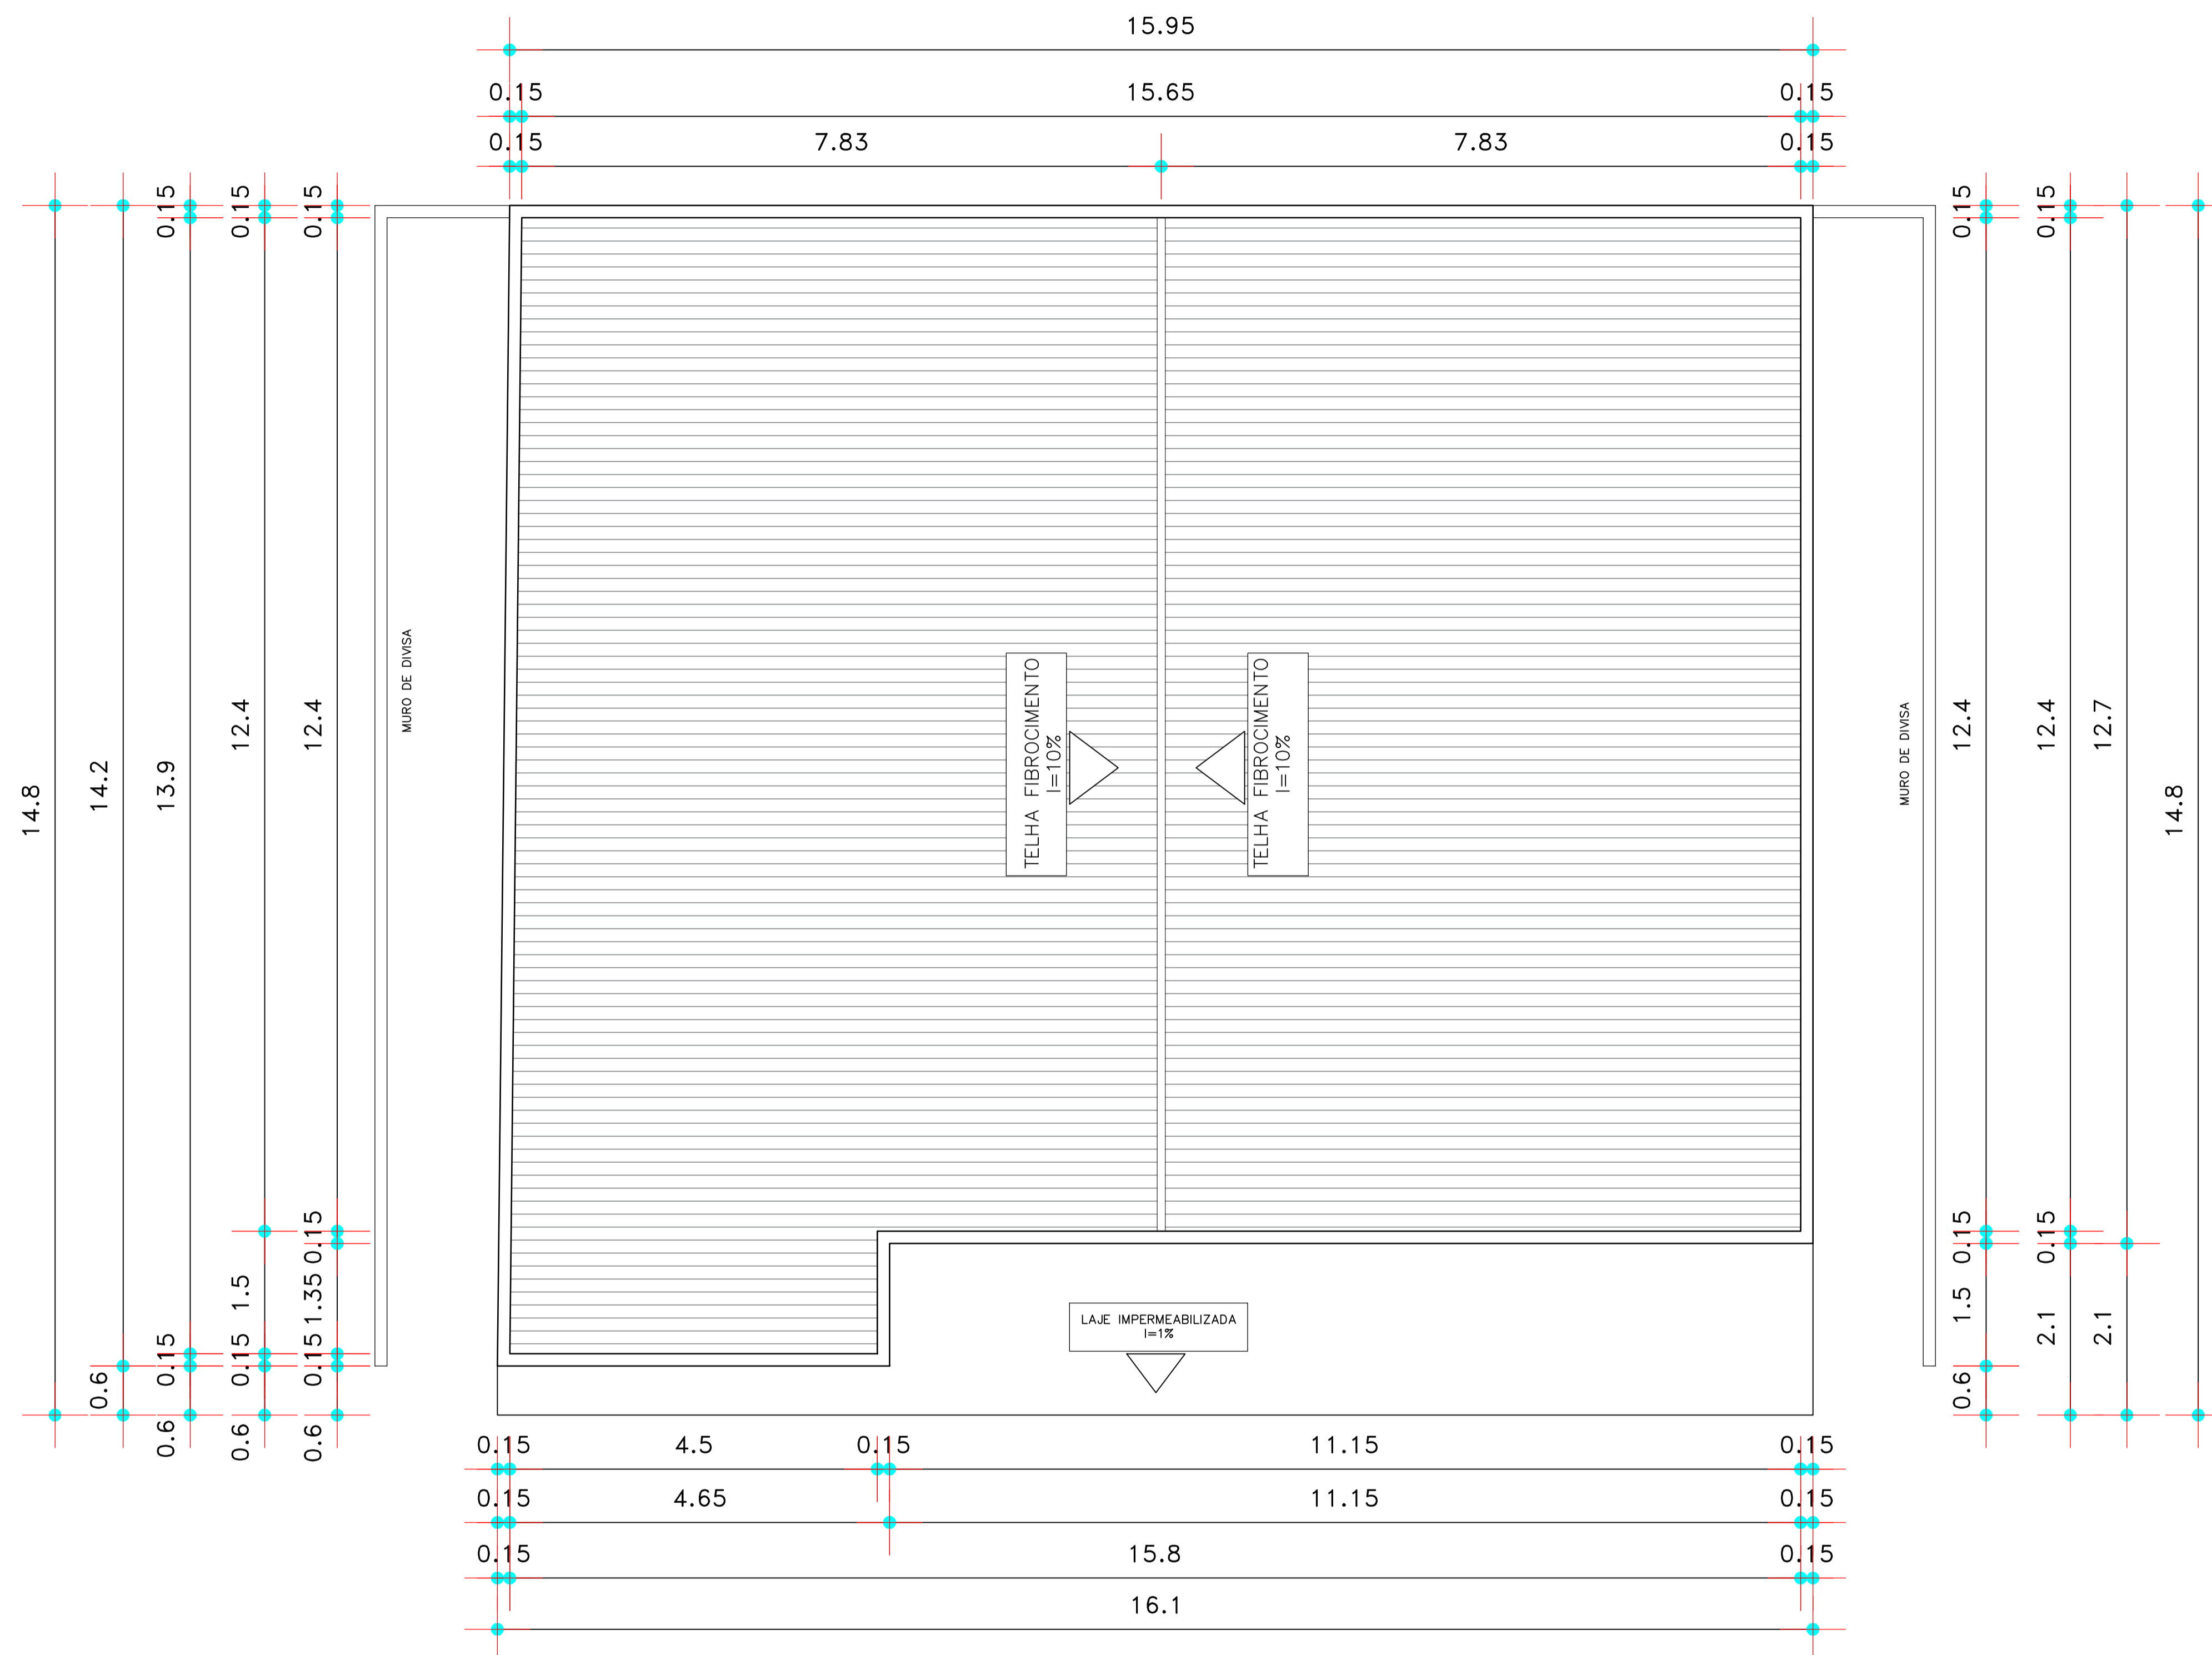 15.95
0.15 15.65 0.15
0.15 7.83 7.83 0.15
14.8
14.2
0.6
0.15
13.9
0.15
0.6
0.15
12.4
1.5
0.15
0.6
0.15
12.4
0.15
1.35
0.15
0.6
MURO DE DIVISA
TELHA FIBROCIMENTO
I=10%
TELHA FIBROCIMENTO
I=10%
LAJE IMPERMEABILIZADA
I=1%
MURO DE DIVISA
0.15
12.4
0.15
1.5
0.6
0.15
12.4
0.15
2.1
12.7
2.1
14.8
0.15 4.5 0.15 11.15 0.15
0.15 4.65 11.15 0.15
0.15 15.8 0.15
16.1